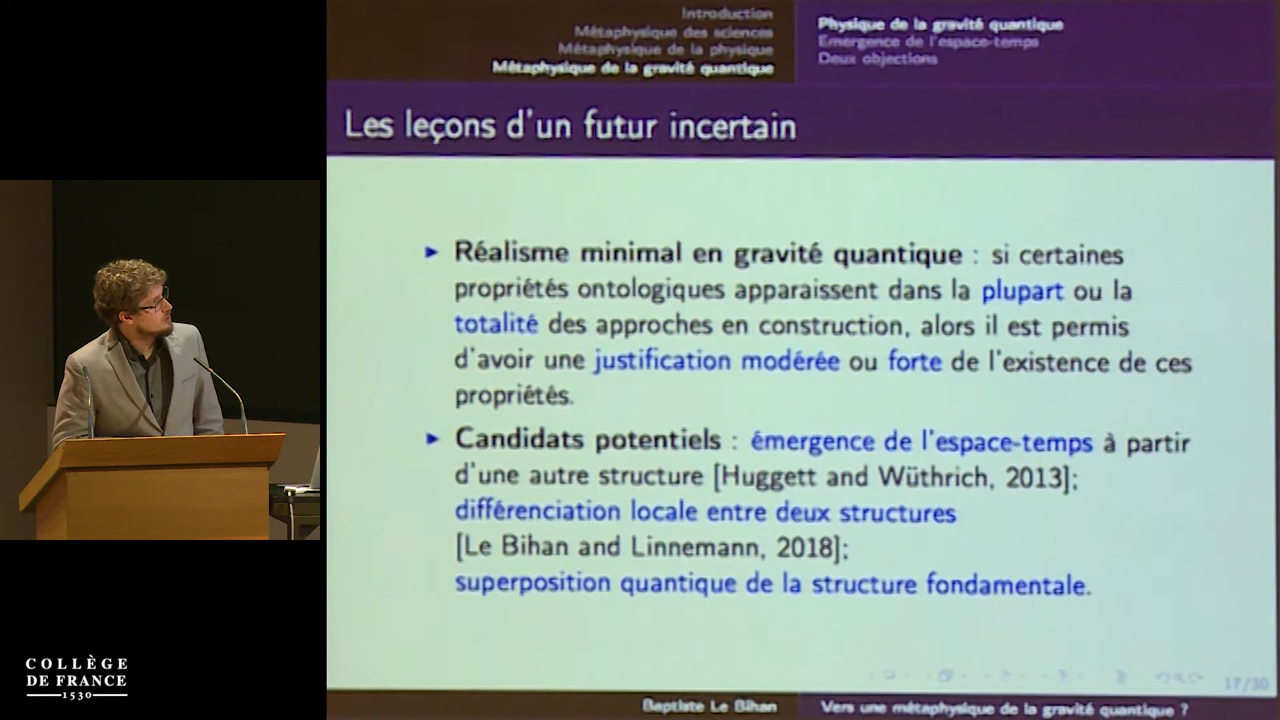 Introduction
Métaphysique des sciences
Métaphysique de la physique
Métaphysique de la gravité quantique
Physique de la gravité quantique
Emergence de l'espace-temps
Deux objections
Les leçons d'un futur incertain
► Réalisme minimal en gravité quantique : si certaines
propriétés ontologiques apparaissent dans la plupart ou la
totalité des approches en construction, alors il est permis
d'avoir une justification modérée ou forte de l'existence de ces
propriétés.
► Candidats potentiels : émergence de l'espace-temps à partir
d'une autre structure [Huggett and Wüthrich, 2013];
différenciation locale entre deux structures
[Le Bihan and Linnemann, 2018];
superposition quantique de la structure fondamentale.
17/30
Baptiste Le Bihan
Vers une métaphysique de la gravité quantique ?
COLLÈGE
DE FRANCE
1530